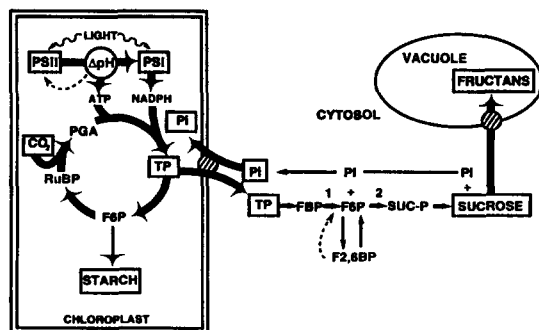 LIGHT
PSII ΔpH PSI
ATP NADPH
PGA PI
CO₂
TP
RuBP
F6P
STARCH
CHLOROPLAST
VACUOLE
FRUCTANS
CYTOSOL
PI PI PI
TP FBP 1 + F6P 2 SUC-P + SUCROSE
F2,6BP